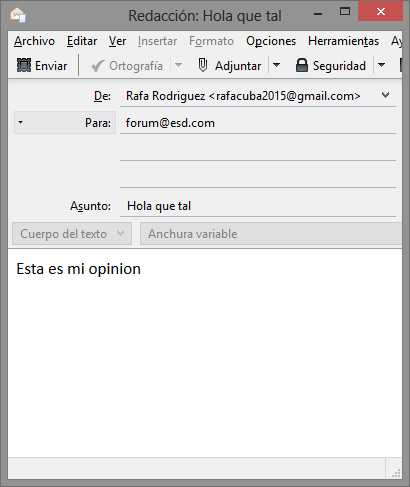 Redacción: Hola que tal
Archivo Editar Ver Insertar Formato Opciones Herramientas Ay
Enviar Ortografía Adjuntar Seguridad
De: Rafa Rodriguez <rafacuba2015@gmail.com>
Para: forum@esd.com
Asunto: Hola que tal
Cuerpo del texto Anchura variable
Esta es mi opinion